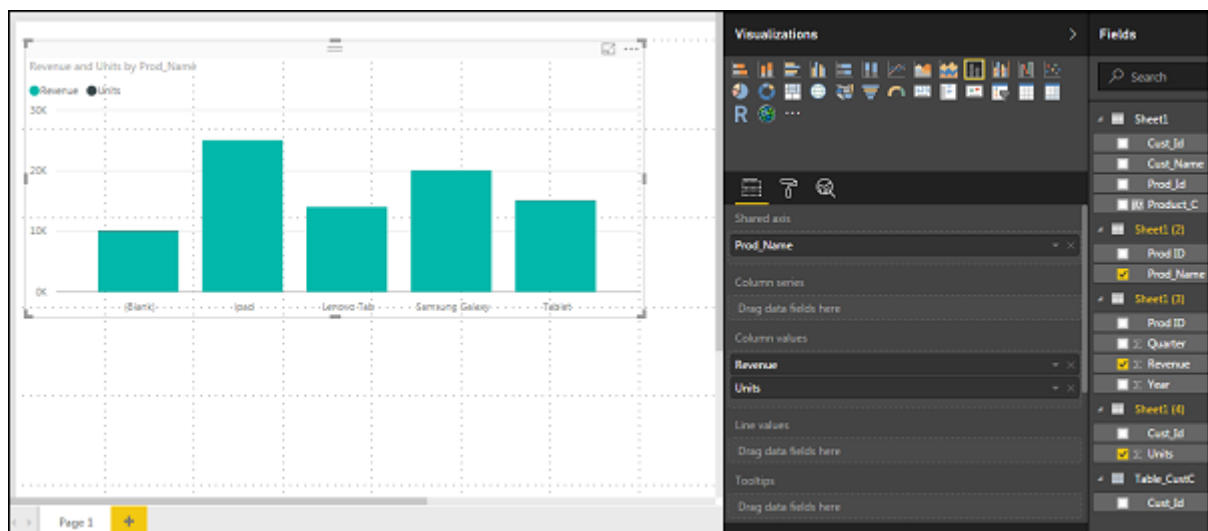 Revenue and Units by Prod_Name
Revenue Units
30K
20K
10K
0K
(Blank) Ipad Lenovo Tab Samsung Galaxy Tablet
Page 1
Visualizations
R
Shared axis
Prod_Name
Column series
Drag data fields here
Column values
Revenue
Units
Line values
Drag data fields here
Tooltips
Drag data fields here
Fields
Search
Sheet1
Cust_Id
Cust_Name
Prod_Id
Product_C
Sheet1 (2)
Prod ID
Prod_Name
Sheet1 (3)
Prod ID
Σ Quarter
Σ Revenue
Σ Year
Sheet1 (4)
Cust_Id
Σ Units
Table_CustC
Cust_Id